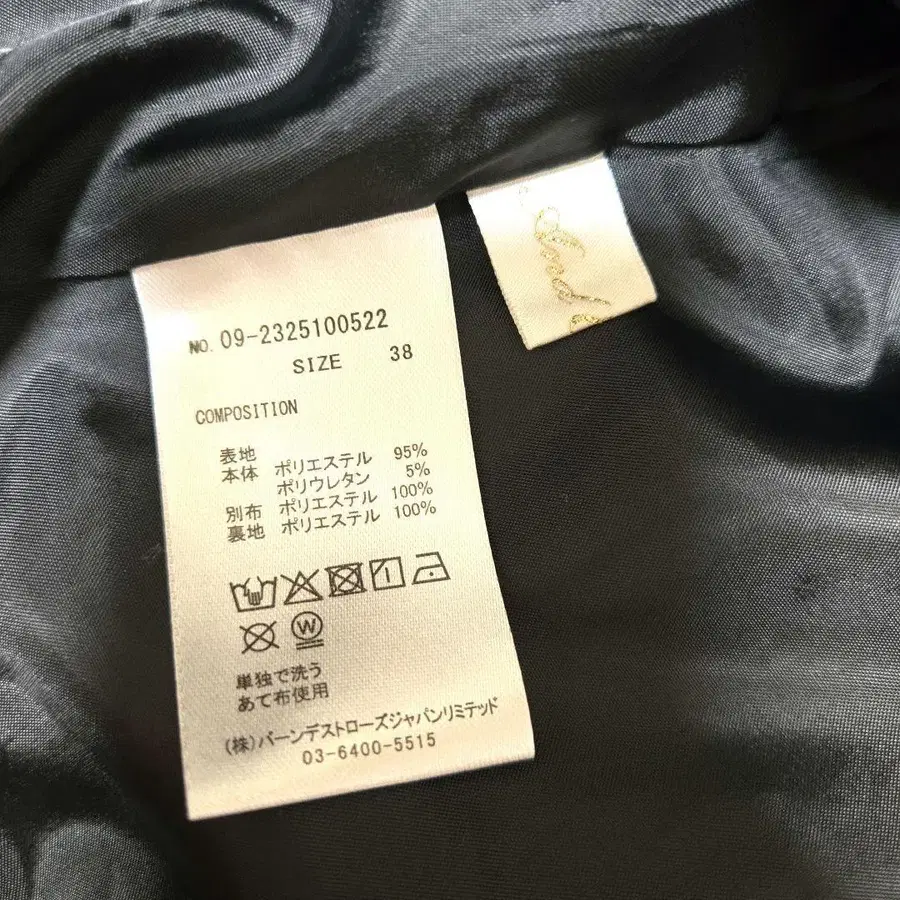 NO. 09-2325100522
SIZE 38
COMPOSITION
表地
本体 ポリエステル 95%
ポリウレタン 5%
別布 ポリエステル 100%
裏地 ポリエステル 100%
W
単独で洗う
あて布使用
(株)バーンデストローズジャパンリミテッド
03-6400-5515